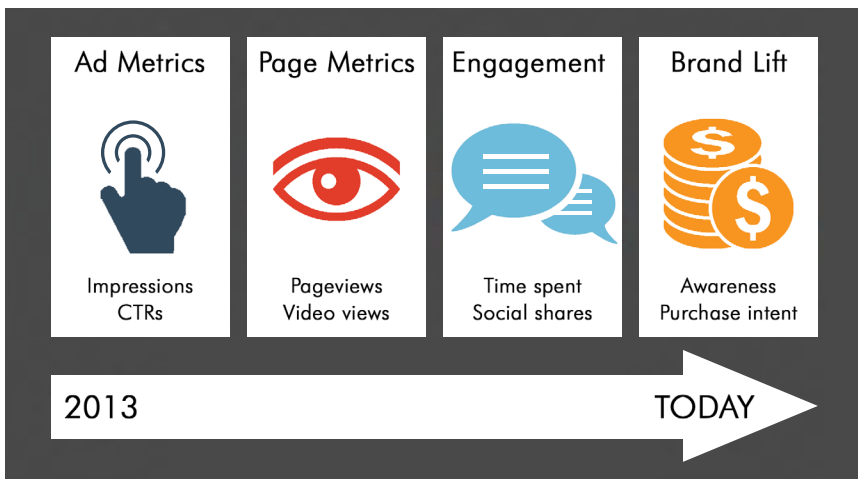 Ad Metrics
Impressions
CTRs
Page Metrics
Pageviews
Video views
Engagement
Time spent
Social shares
Brand Lift
$
$
Awareness
Purchase intent
2013
TODAY